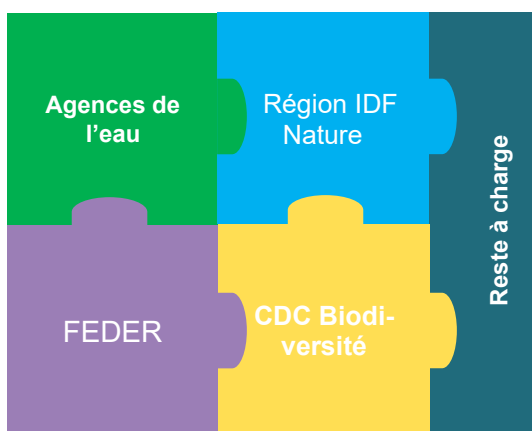 Agences de
l’eau
Région IDF
Nature
FEDER
CDC Biodi-
versité
Reste à charge